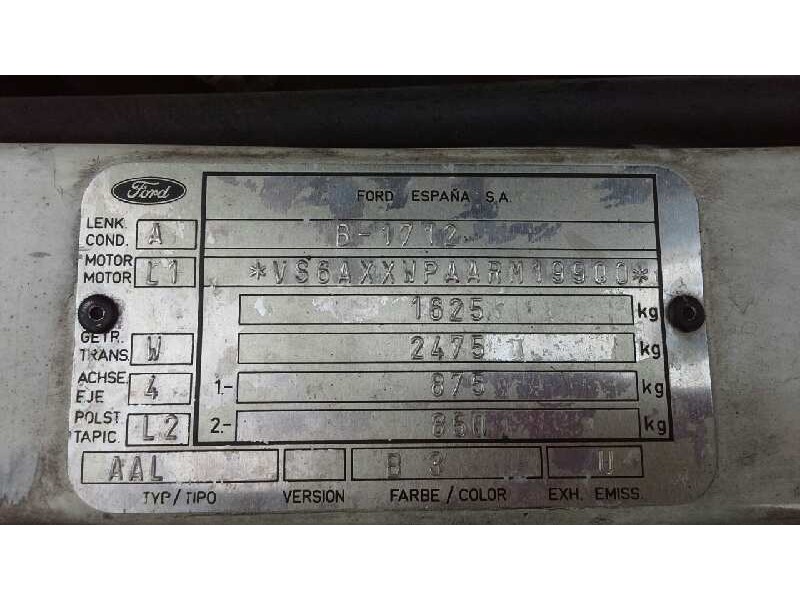 Ford
FORD ESPAÑA S.A.
LENK. COND. A
B-1712
MOTOR MOTOR L1
*VS6AXXWPAARM19900*
1625 kg
GETR. TRANS. W
2475 kg
ACHSE. EJE 4
1.- 875 kg
POLST. TAPIC. L2
2.- 850 kg
AAL B 3 U
TYP/TIPO VERSION FARBE/COLOR EXH. EMISS.